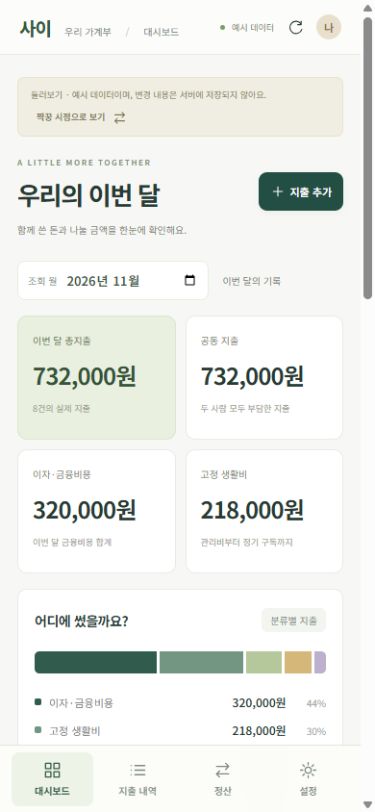 사이 우리 가계부 / 대시보드 예시 데이터 나
둘러보기 · 예시 데이터이며, 변경 내용은 서버에 저장되지 않아요.
짝꿍 시점으로 보기
A LITTLE MORE TOGETHER
우리의 이번 달
+ 지출 추가
함께 쓴 돈과 나눌 금액을 한눈에 확인해요.
조회 월 2026년 11월 이번 달의 기록
이번 달 총지출
732,000원
8건의 실제 지출
공동 지출
732,000원
두 사람 모두 부담한 지출
이자·금융비용
320,000원
이번 달 금융비용 합계
고정 생활비
218,000원
관리비부터 정기 구독까지
어디에 썼을까요? 분류별 지출
이자·금융비용 320,000원 44%
고정 생활비 218,000원 30%
대시보드 지출 내역 정산 설정